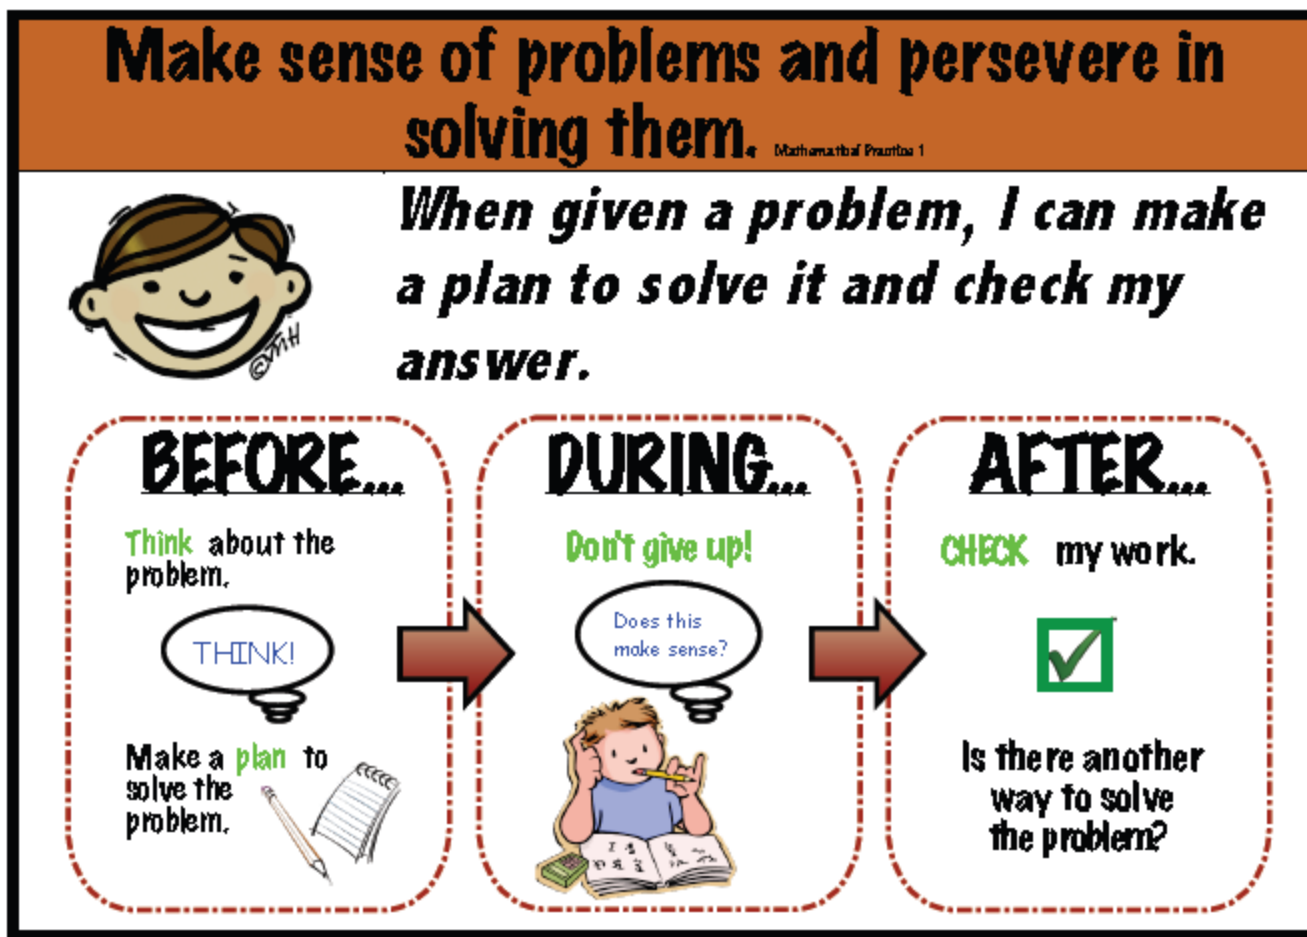 Make sense of problems and persevere in
solving them. Mathematical Practice 1
When given a problem, I can make
a plan to solve it and check my
answer.
BEFORE...
Think about the
problem.
THINK!
Make a plan to
solve the
problem.
DURING...
Don't give up!
Does this
make sense?
AFTER...
CHECK my work.
Is there another
way to solve
the problem?